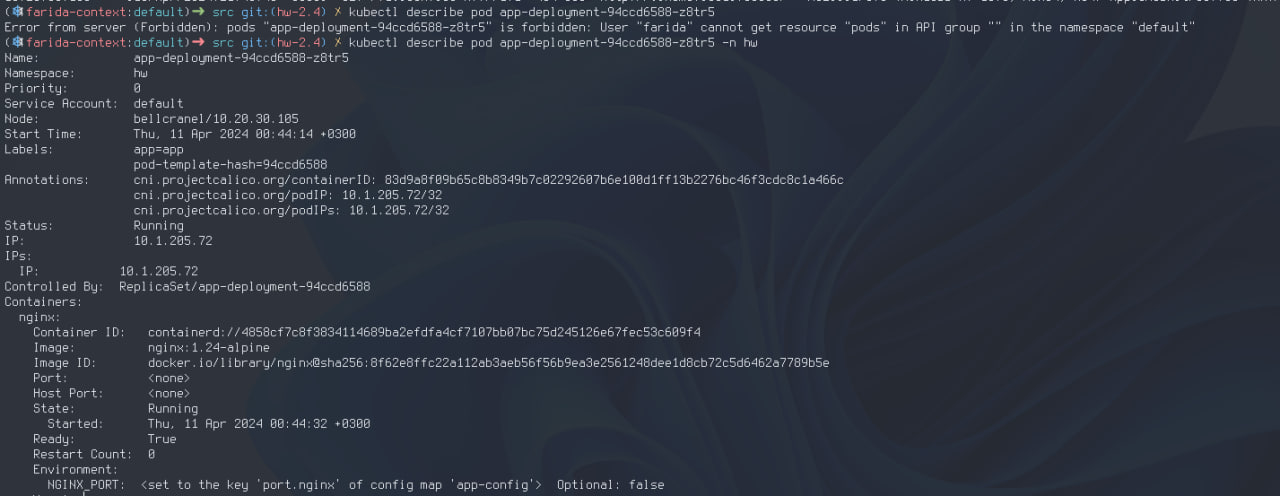 (farida-context:default)➜ src git:(hw-2.4) ✗ kubectl describe pod app-deployment-94ccd6588-z8tr5
Error from server (Forbidden): pods "app-deployment-94ccd6588-z8tr5" is forbidden: User "farida" cannot get resource "pods" in API group "" in the namespace "default"
(farida-context:default)➜ src git:(hw-2.4) ✗ kubectl describe pod app-deployment-94ccd6588-z8tr5 -n hw
Name: app-deployment-94ccd6588-z8tr5
Namespace: hw
Priority: 0
Service Account: default
Node: bellcranel/10.20.30.105
Start Time: Thu, 11 Apr 2024 00:44:14 +0300
Labels: app=app
pod-template-hash=94ccd6588
Annotations: cni.projectcalico.org/containerID: 83d9a8f09b65c8b8349b7c02292607b6e100d1ff13b2276bc46f3cdc8c1a466c
cni.projectcalico.org/podIP: 10.1.205.72/32
cni.projectcalico.org/podIPs: 10.1.205.72/32
Status: Running
IP: 10.1.205.72
IPs:
IP: 10.1.205.72
Controlled By: ReplicaSet/app-deployment-94ccd6588
Containers:
nginx:
Container ID: containerd://4858cf7c8f3834114689ba2efdfa4cf7107bb07bc75d245126e67fec53c609f4
Image: nginx:1.24-alpine
Image ID: docker.io/library/nginx@sha256:8f62e8ffc22a112ab3aeb56f56b9ea3e2561248dee1d8cb72c5d6462a7789b5e
Port: <none>
Host Port: <none>
State: Running
Started: Thu, 11 Apr 2024 00:44:32 +0300
Ready: True
Restart Count: 0
Environment:
NGINX_PORT: <set to the key 'port.nginx' of config map 'app-config'> Optional: false